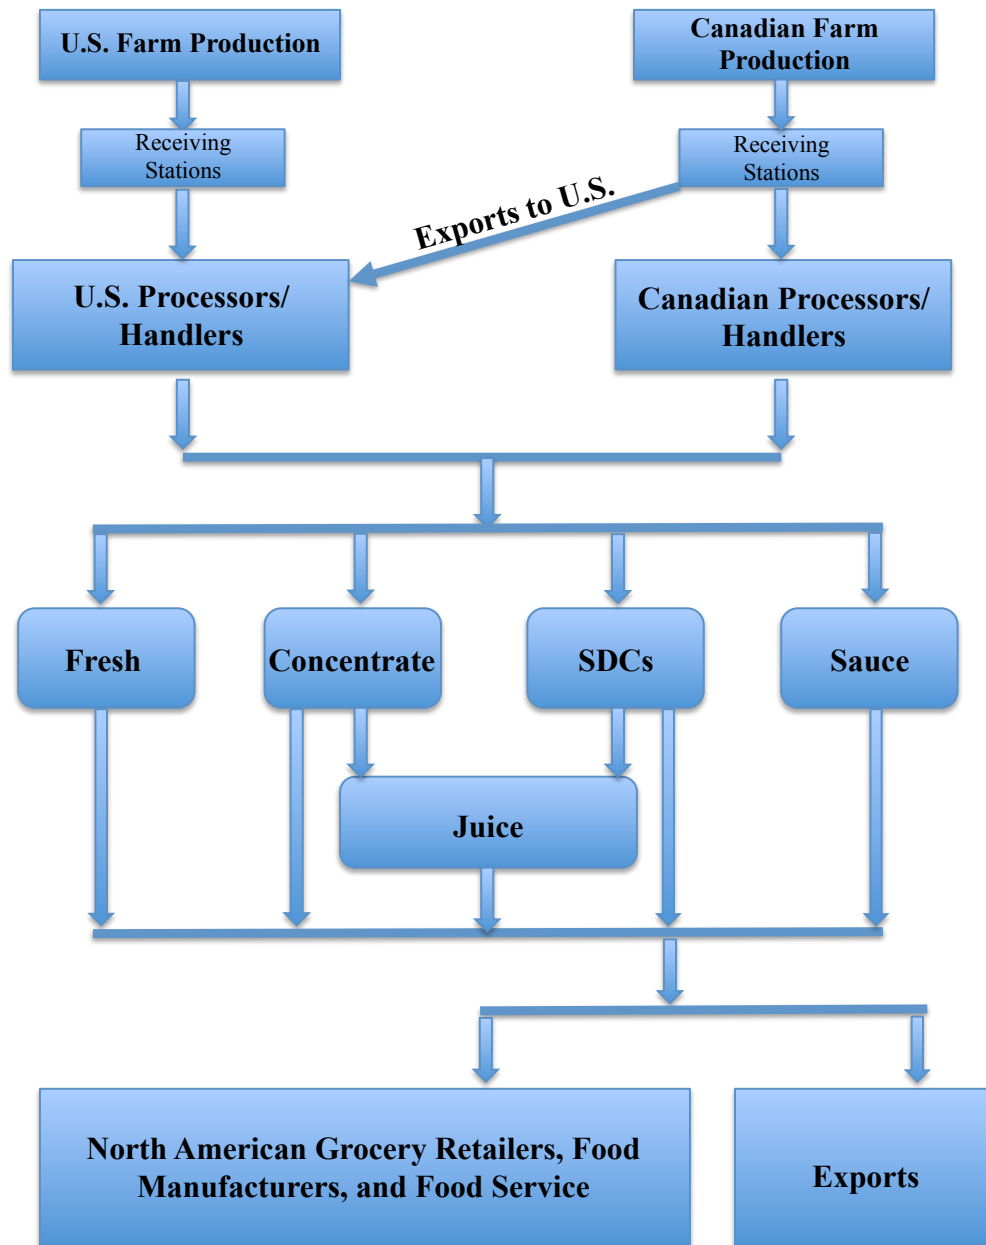 U.S. Farm Production
Canadian Farm
Production
Receiving
Stations
Receiving
Stations
Exports to U.S.
U.S. Processors/
Handlers
Canadian Processors/
Handlers
Fresh
Concentrate
SDCs
Sauce
Juice
North American Grocery Retailers, Food
Manufacturers, and Food Service
Exports